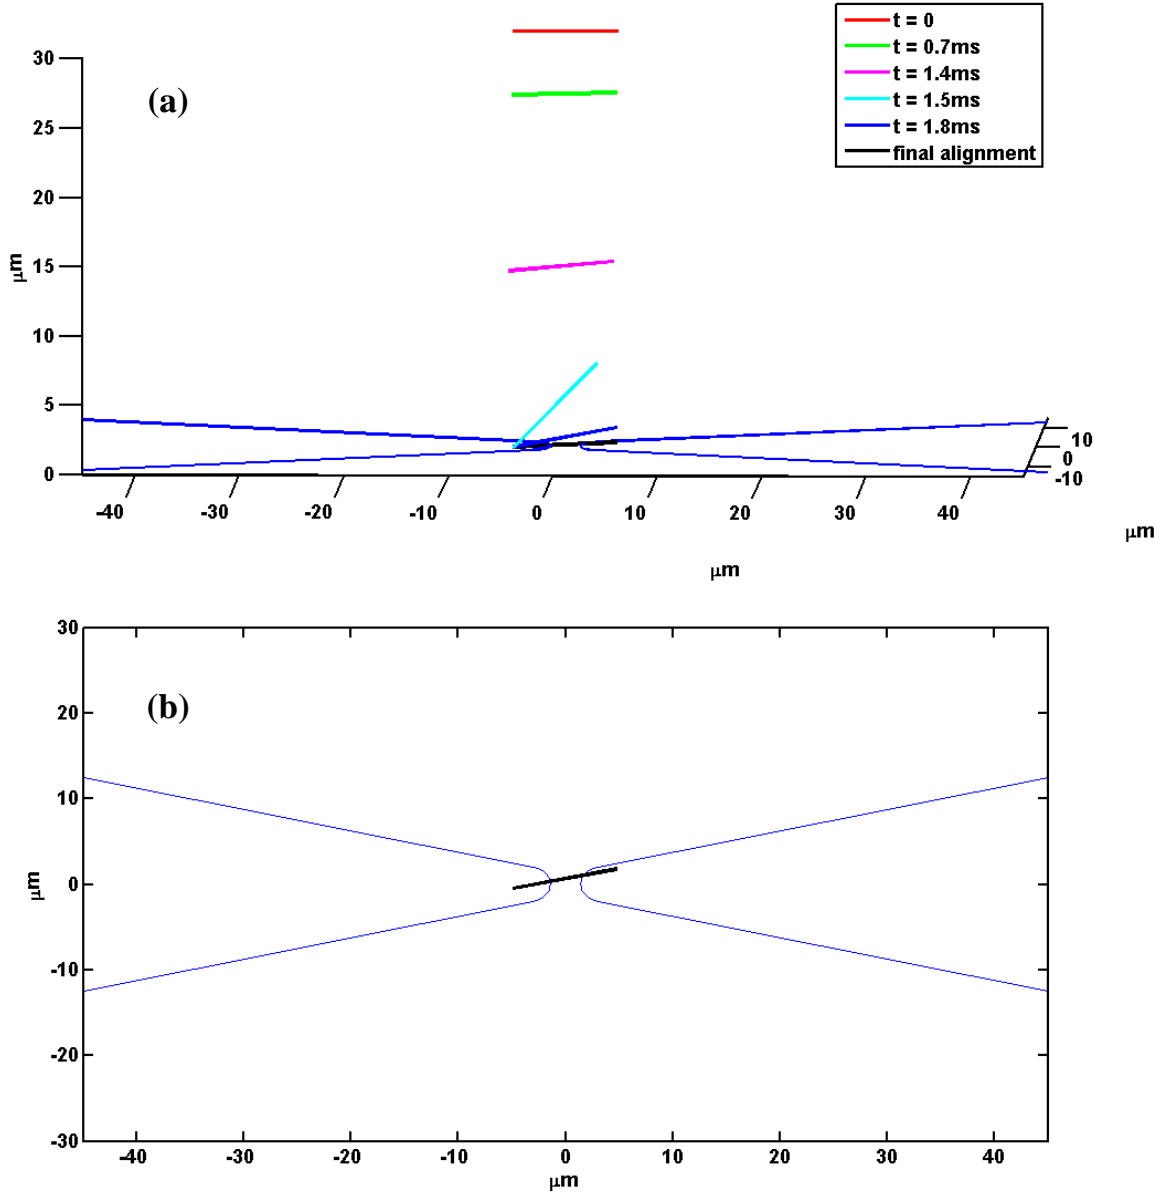 t = 0
t = 0.7ms
t = 1.4ms
t = 1.5ms
t = 1.8ms
final alignment
(a)
30
25
20
15
10
5
0
μm
-40 -30 -20 -10 0 10 20 30 40
10
0
-10
μm
μm
(b)
30
20
10
0
-10
-20
-30
μm
-40 -30 -20 -10 0 10 20 30 40
μm